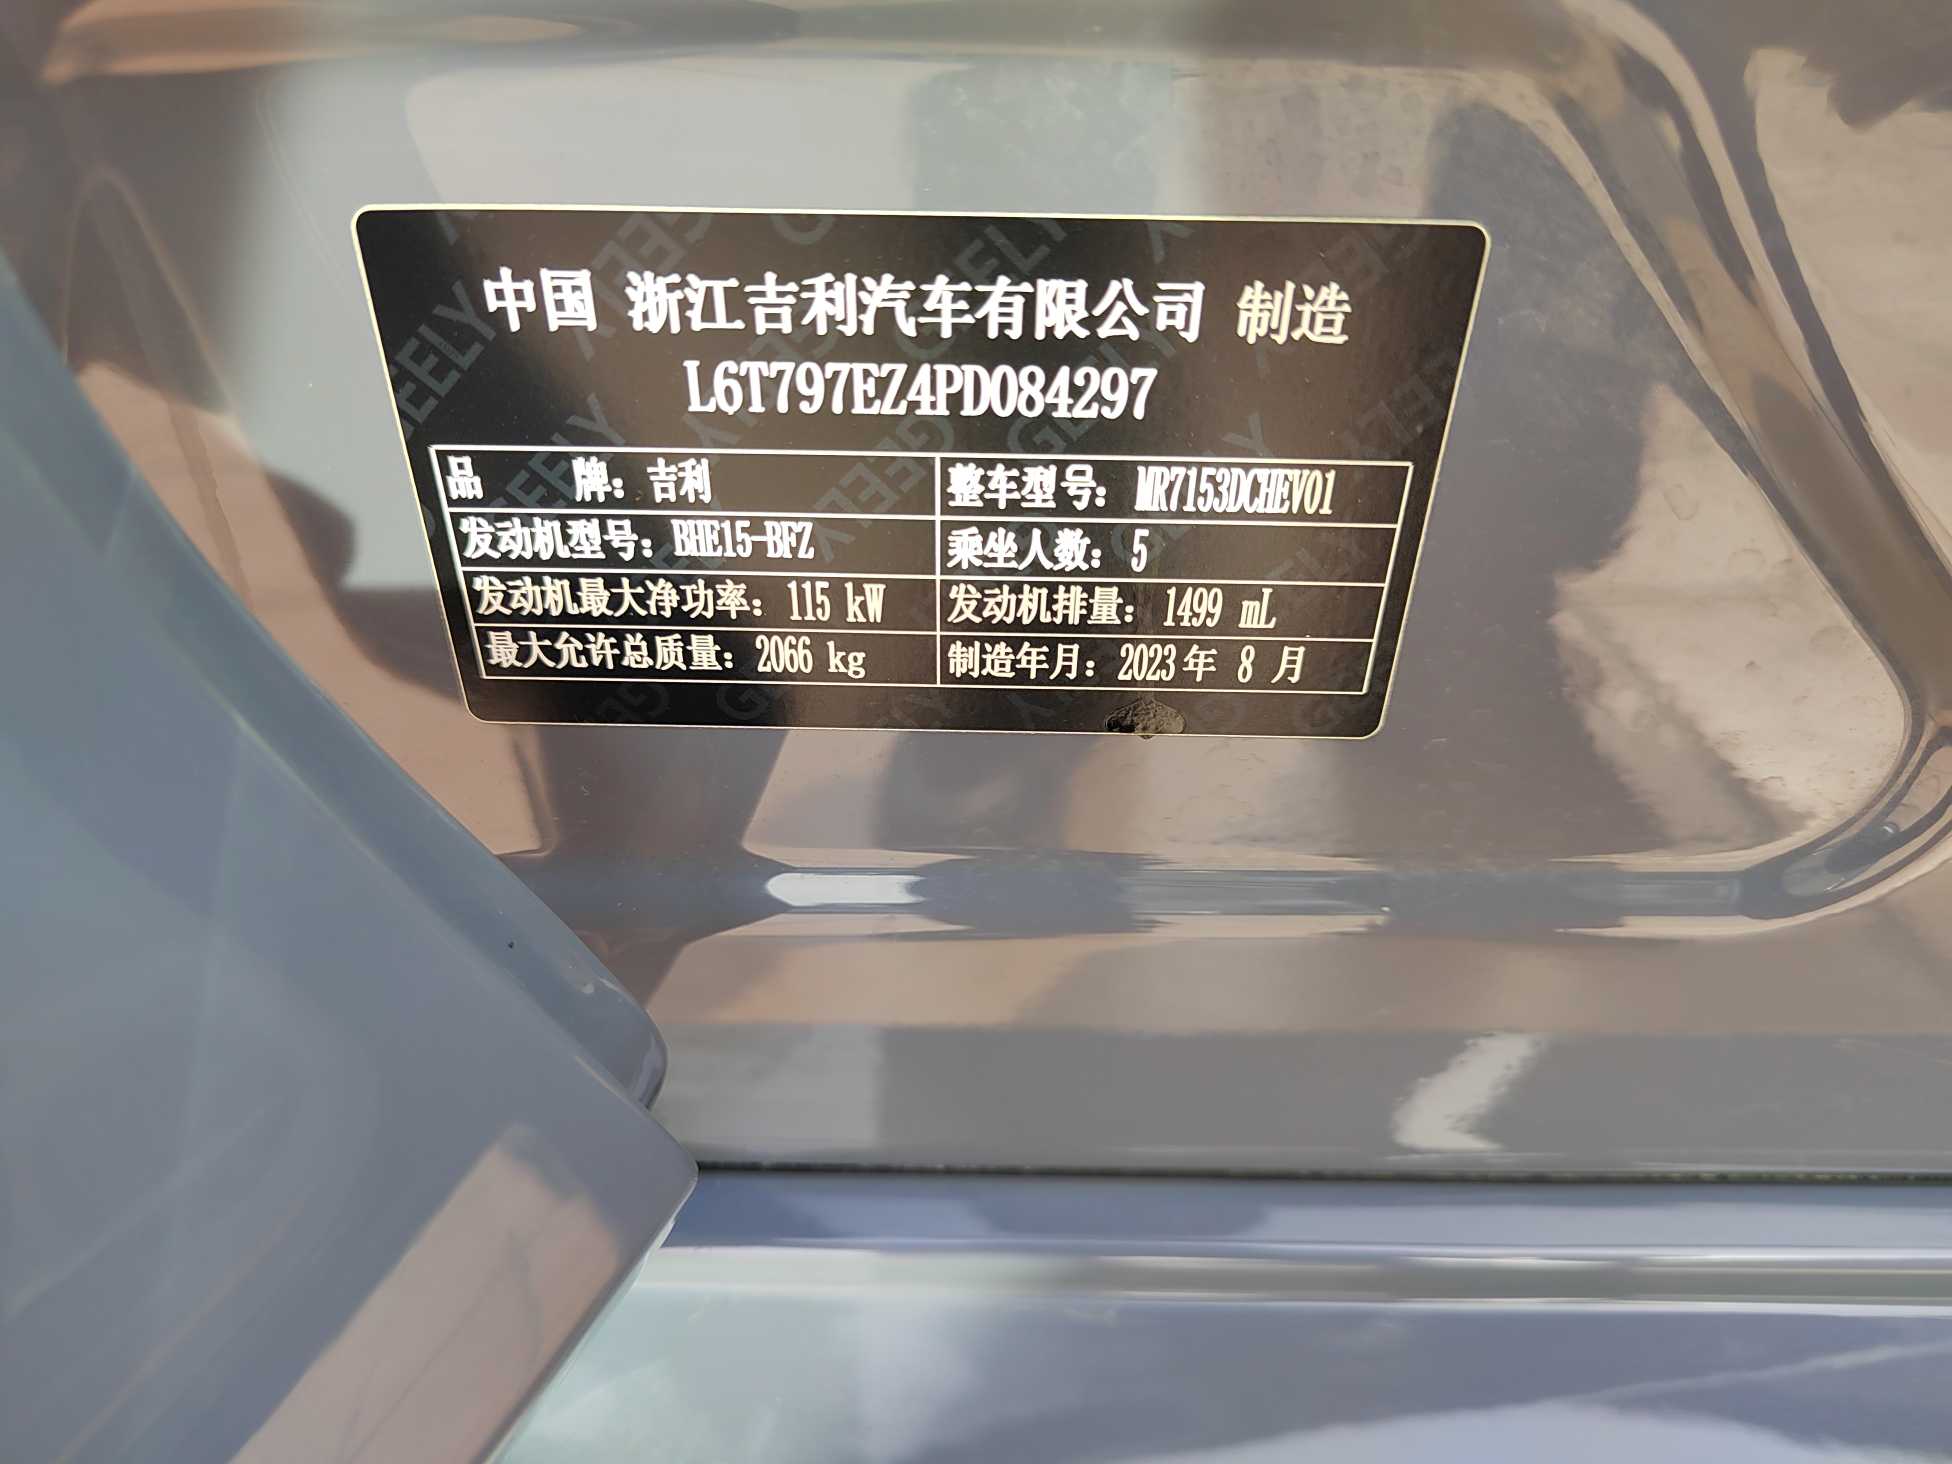 中国 浙江吉利汽车有限公司 制造
L6T797EZ4PD084297
品 牌：吉利 整车型号：MR7153DCHEV01
发动机型号：BHE15-BFZ 乘坐人数：5
发动机最大净功率：115 kW 发动机排量：1499 mL
最大允许总质量：2066 kg 制造年月：2023年 8 月